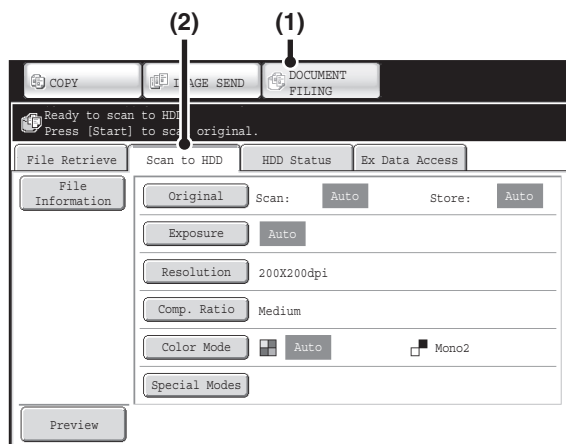 (2) (1)
COPY
IMAGE SEND
DOCUMENT
FILING
Ready to scan to HDD.
Press [Start] to scan original.
File Retrieve Scan to HDD HDD Status Ex Data Access
File
Information
Original Scan: Auto Store: Auto
Exposure Auto
Resolution 200X200dpi
Comp. Ratio Medium
Color Mode Auto Mono2
Special Modes
Preview